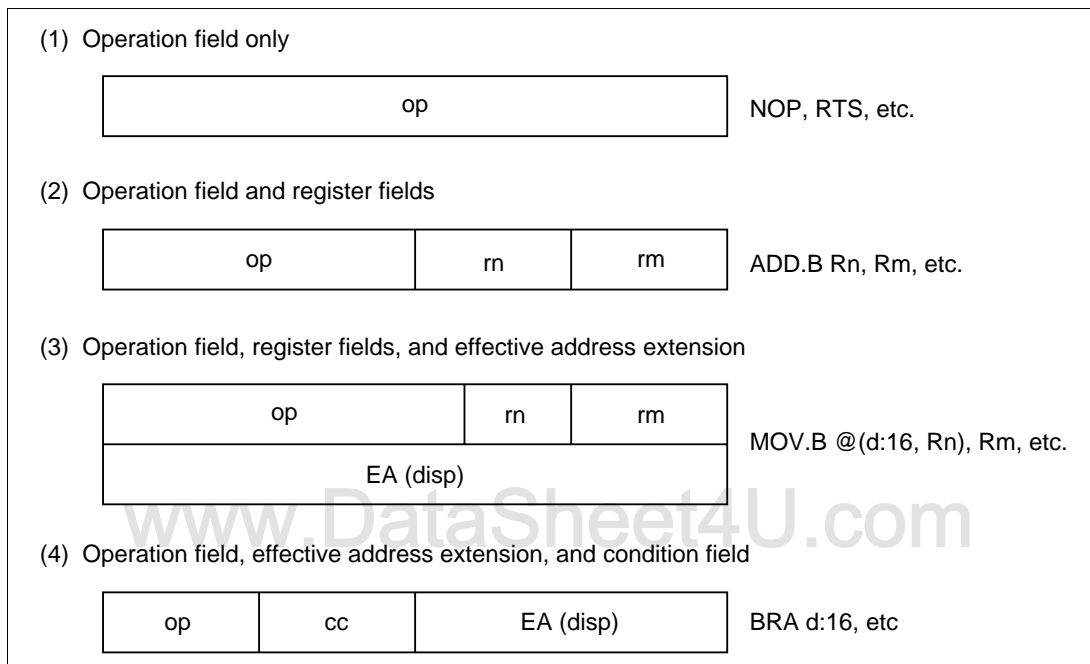 (1) Operation field only
op
NOP, RTS, etc.
(2) Operation field and register fields
op rn rm
ADD.B Rn, Rm, etc.
(3) Operation field, register fields, and effective address extension
op rn rm
EA (disp)
MOV.B @(d:16, Rn), Rm, etc.
www.DataSheet4U.com
(4) Operation field, effective address extension, and condition field
op cc EA (disp)
BRA d:16, etc